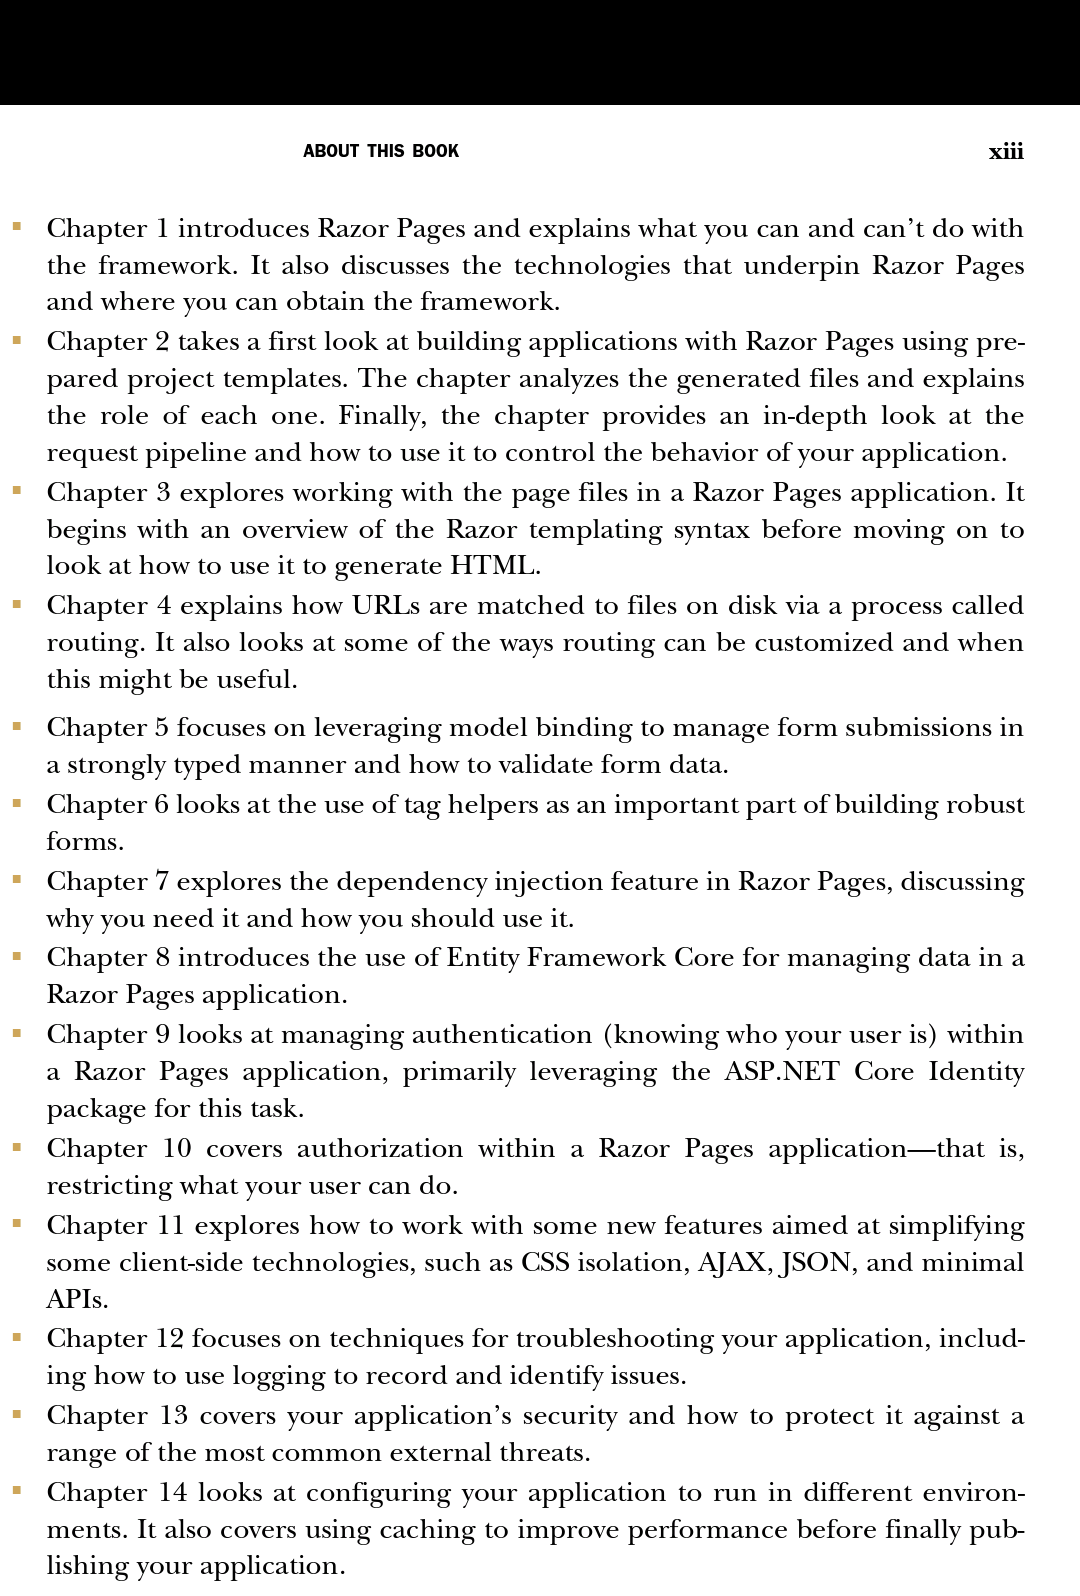 ABOUT THIS BOOK xiii
▪ Chapter 1 introduces Razor Pages and explains what you can and can’t do with
the framework. It also discusses the technologies that underpin Razor Pages
and where you can obtain the framework.
▪ Chapter 2 takes a first look at building applications with Razor Pages using pre-
pared project templates. The chapter analyzes the generated files and explains
the role of each one. Finally, the chapter provides an in-depth look at the
request pipeline and how to use it to control the behavior of your application.
▪ Chapter 3 explores working with the page files in a Razor Pages application. It
begins with an overview of the Razor templating syntax before moving on to
look at how to use it to generate HTML.
▪ Chapter 4 explains how URLs are matched to files on disk via a process called
routing. It also looks at some of the ways routing can be customized and when
this might be useful.
▪ Chapter 5 focuses on leveraging model binding to manage form submissions in
a strongly typed manner and how to validate form data.
▪ Chapter 6 looks at the use of tag helpers as an important part of building robust
forms.
▪ Chapter 7 explores the dependency injection feature in Razor Pages, discussing
why you need it and how you should use it.
▪ Chapter 8 introduces the use of Entity Framework Core for managing data in a
Razor Pages application.
▪ Chapter 9 looks at managing authentication (knowing who your user is) within
a Razor Pages application, primarily leveraging the ASP.NET Core Identity
package for this task.
▪ Chapter 10 covers authorization within a Razor Pages application—that is,
restricting what your user can do.
▪ Chapter 11 explores how to work with some new features aimed at simplifying
some client-side technologies, such as CSS isolation, AJAX, JSON, and minimal
APIs.
▪ Chapter 12 focuses on techniques for troubleshooting your application, includ-
ing how to use logging to record and identify issues.
▪ Chapter 13 covers your application’s security and how to protect it against a
range of the most common external threats.
▪ Chapter 14 looks at configuring your application to run in different environ-
ments. It also covers using caching to improve performance before finally pub-
lishing your application.